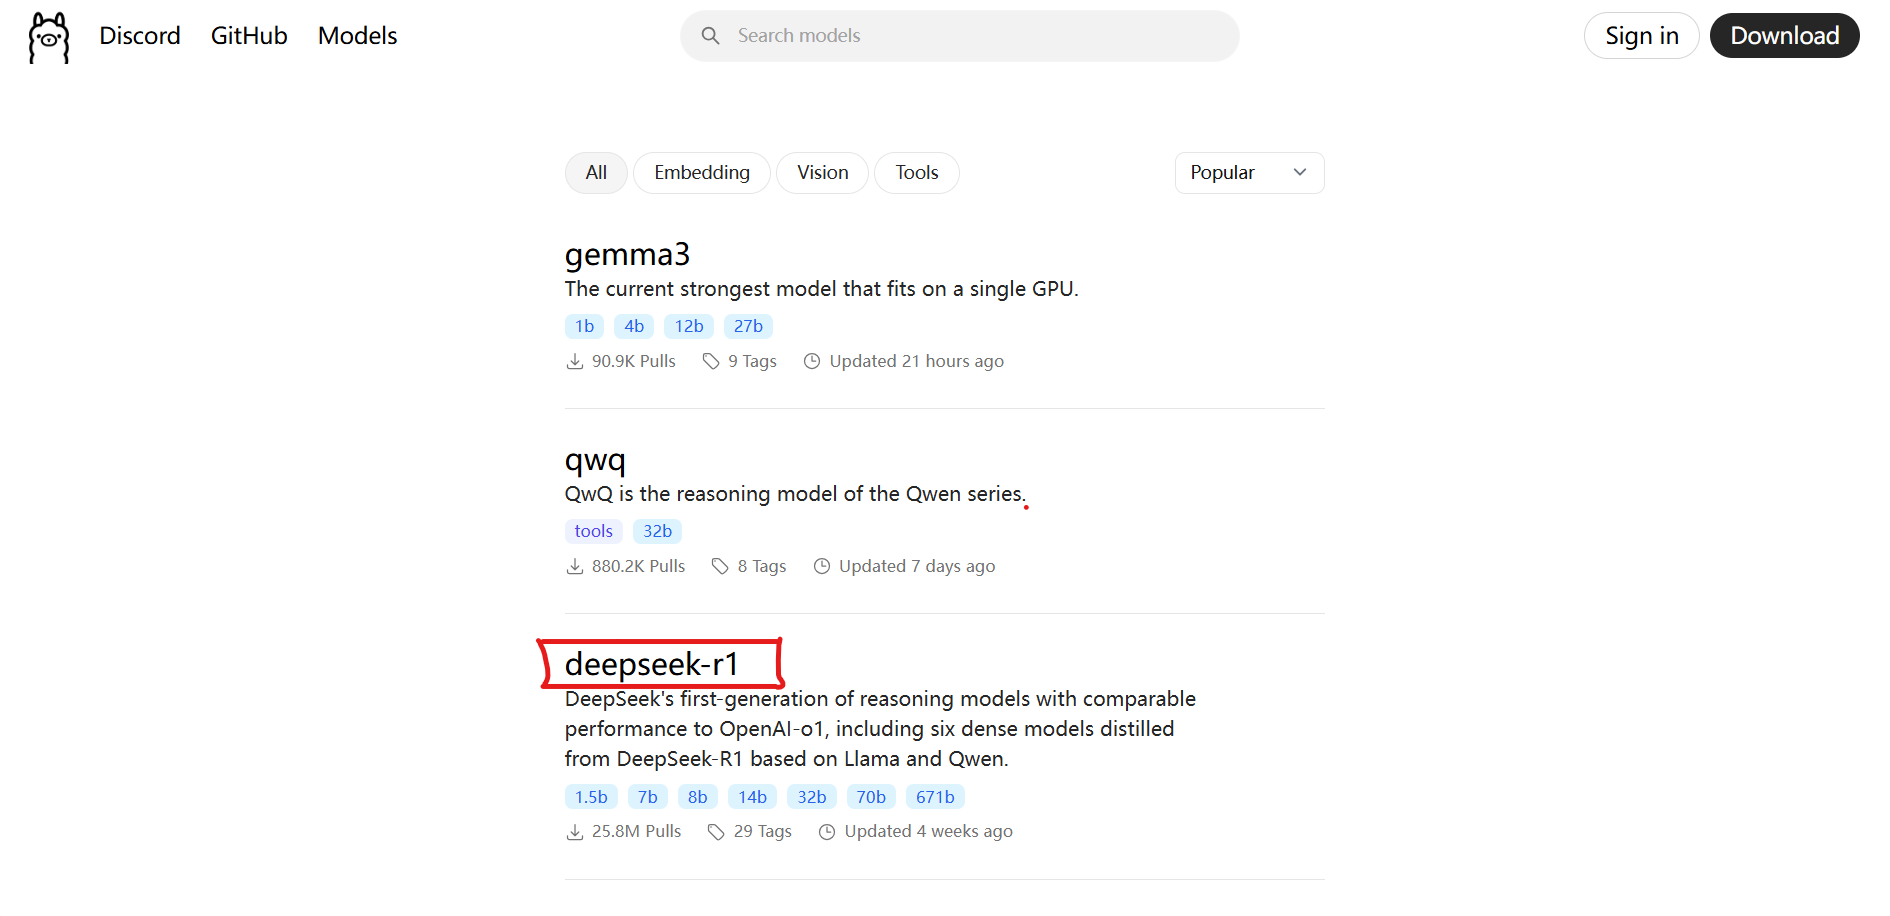 Discord GitHub Models Search models Sign in Download
All Embedding Vision Tools Popular
gemma3
The current strongest model that fits on a single GPU.
1b 4b 12b 27b
90.9K Pulls 9 Tags Updated 21 hours ago
qwq
QwQ is the reasoning model of the Qwen series.
tools 32b
880.2K Pulls 8 Tags Updated 7 days ago
deepseek-r1
DeepSeek's first-generation of reasoning models with comparable
performance to OpenAI-o1, including six dense models distilled
from DeepSeek-R1 based on Llama and Qwen.
1.5b 7b 8b 14b 32b 70b 671b
25.8M Pulls 29 Tags Updated 4 weeks ago